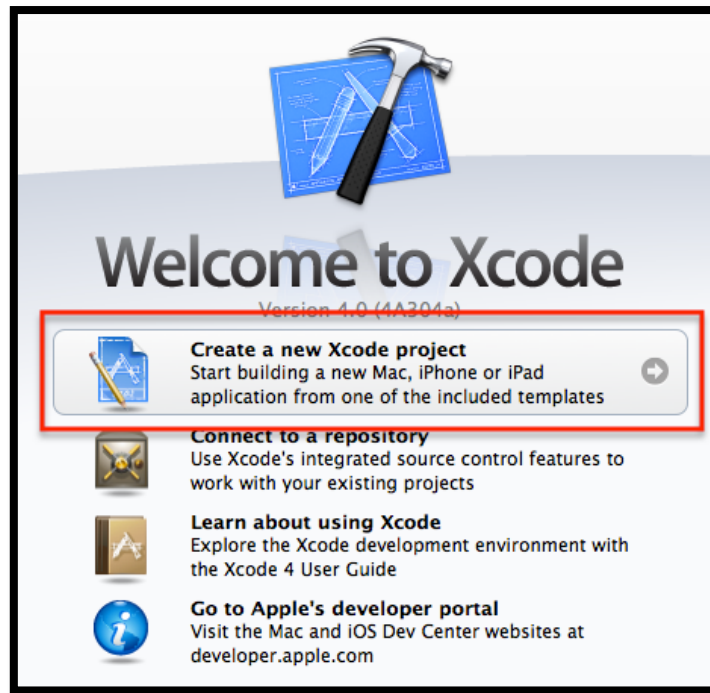 Welcome to Xcode
Version 4.0 (4A304a)
Create a new Xcode project
Start building a new Mac, iPhone or iPad
application from one of the included templates
Connect to a repository
Use Xcode's integrated source control features to
work with your existing projects
Learn about using Xcode
Explore the Xcode development environment with
the Xcode 4 User Guide
Go to Apple's developer portal
Visit the Mac and iOS Dev Center websites at
developer.apple.com